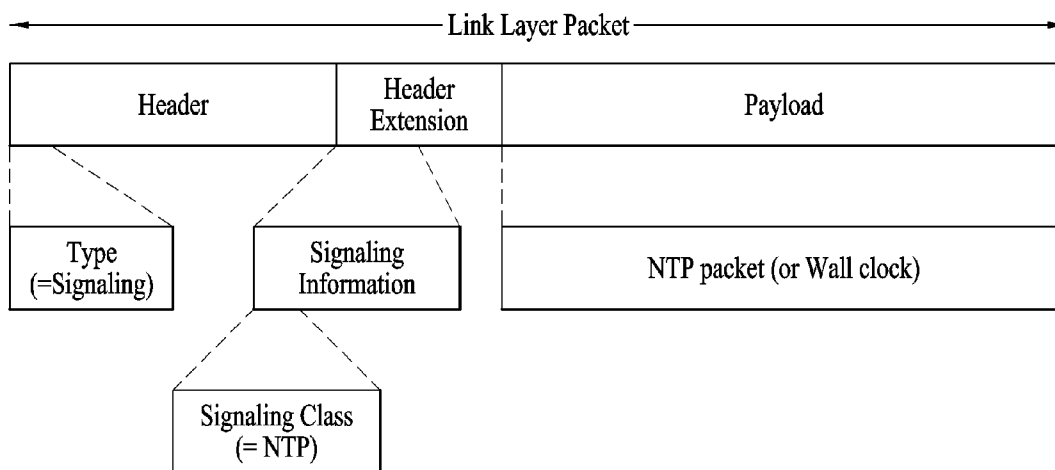 Link Layer Packet
Header
Header
Extension
Payload
Type
(=Signaling)
Signaling
Information
NTP packet (or Wall clock)
Signaling Class
(= NTP)